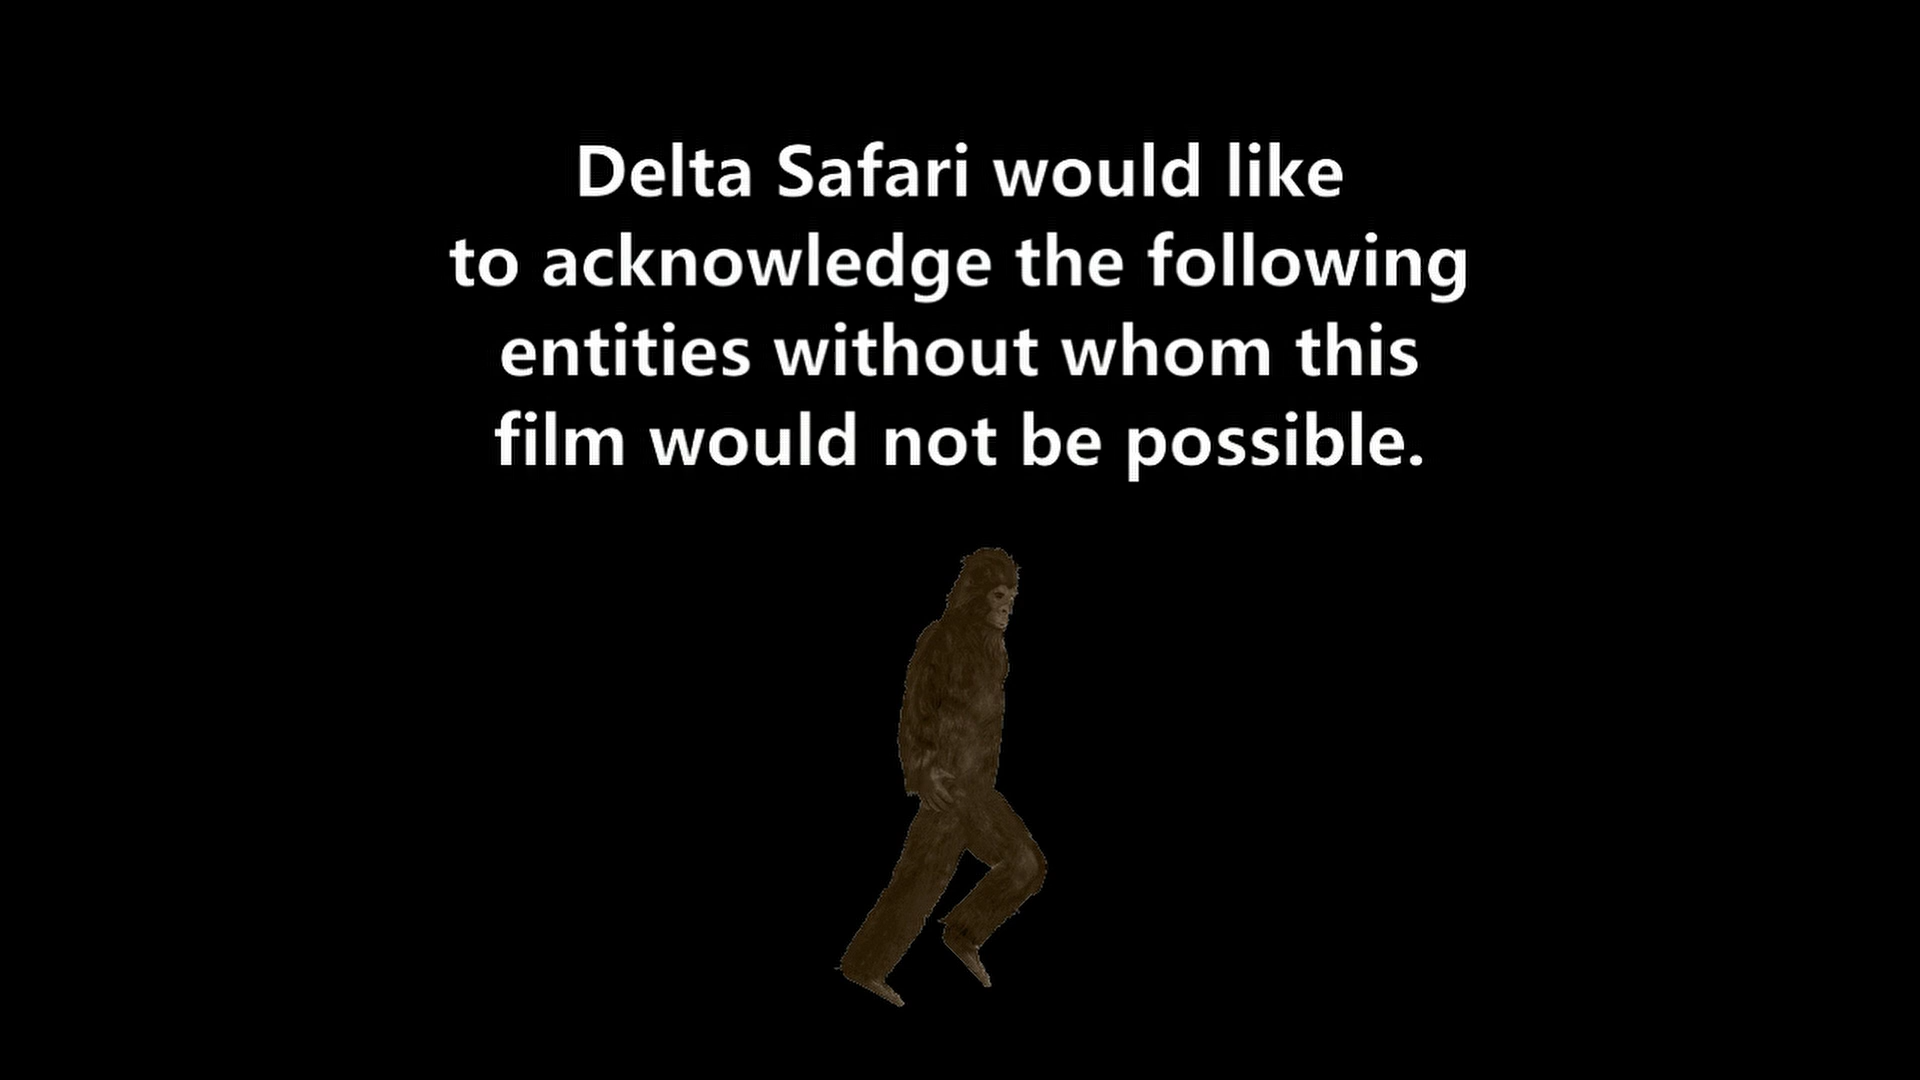 Delta Safari would like
to acknowledge the following
entities without whom this
film would not be possible.